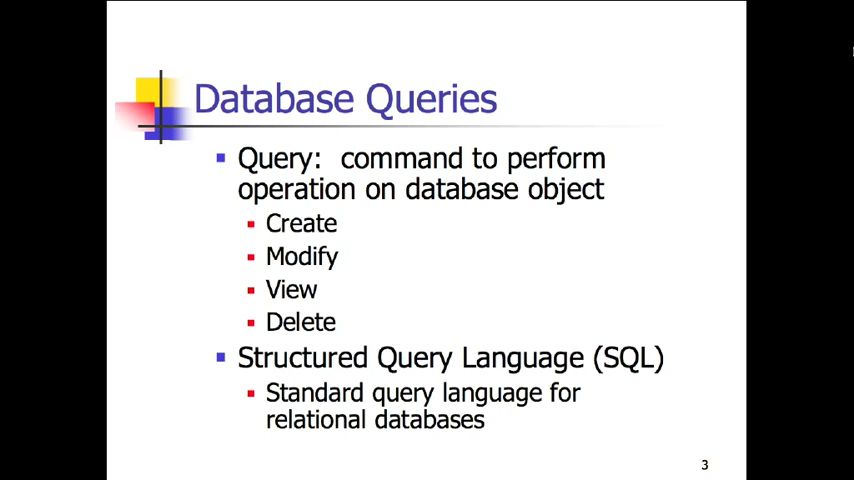 Database Queries
Query: command to perform
operation on database object
Create
Modify
View
Delete
Structured Query Language (SQL)
Standard query language for
relational databases
3